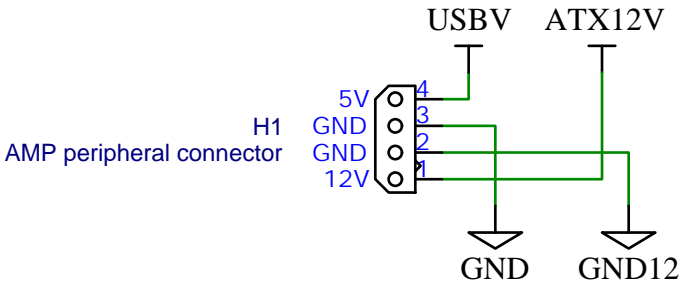 USBV ATX12V
5V 4
H1 GND 3
AMP peripheral connector GND 2
12V 1
GND GND12